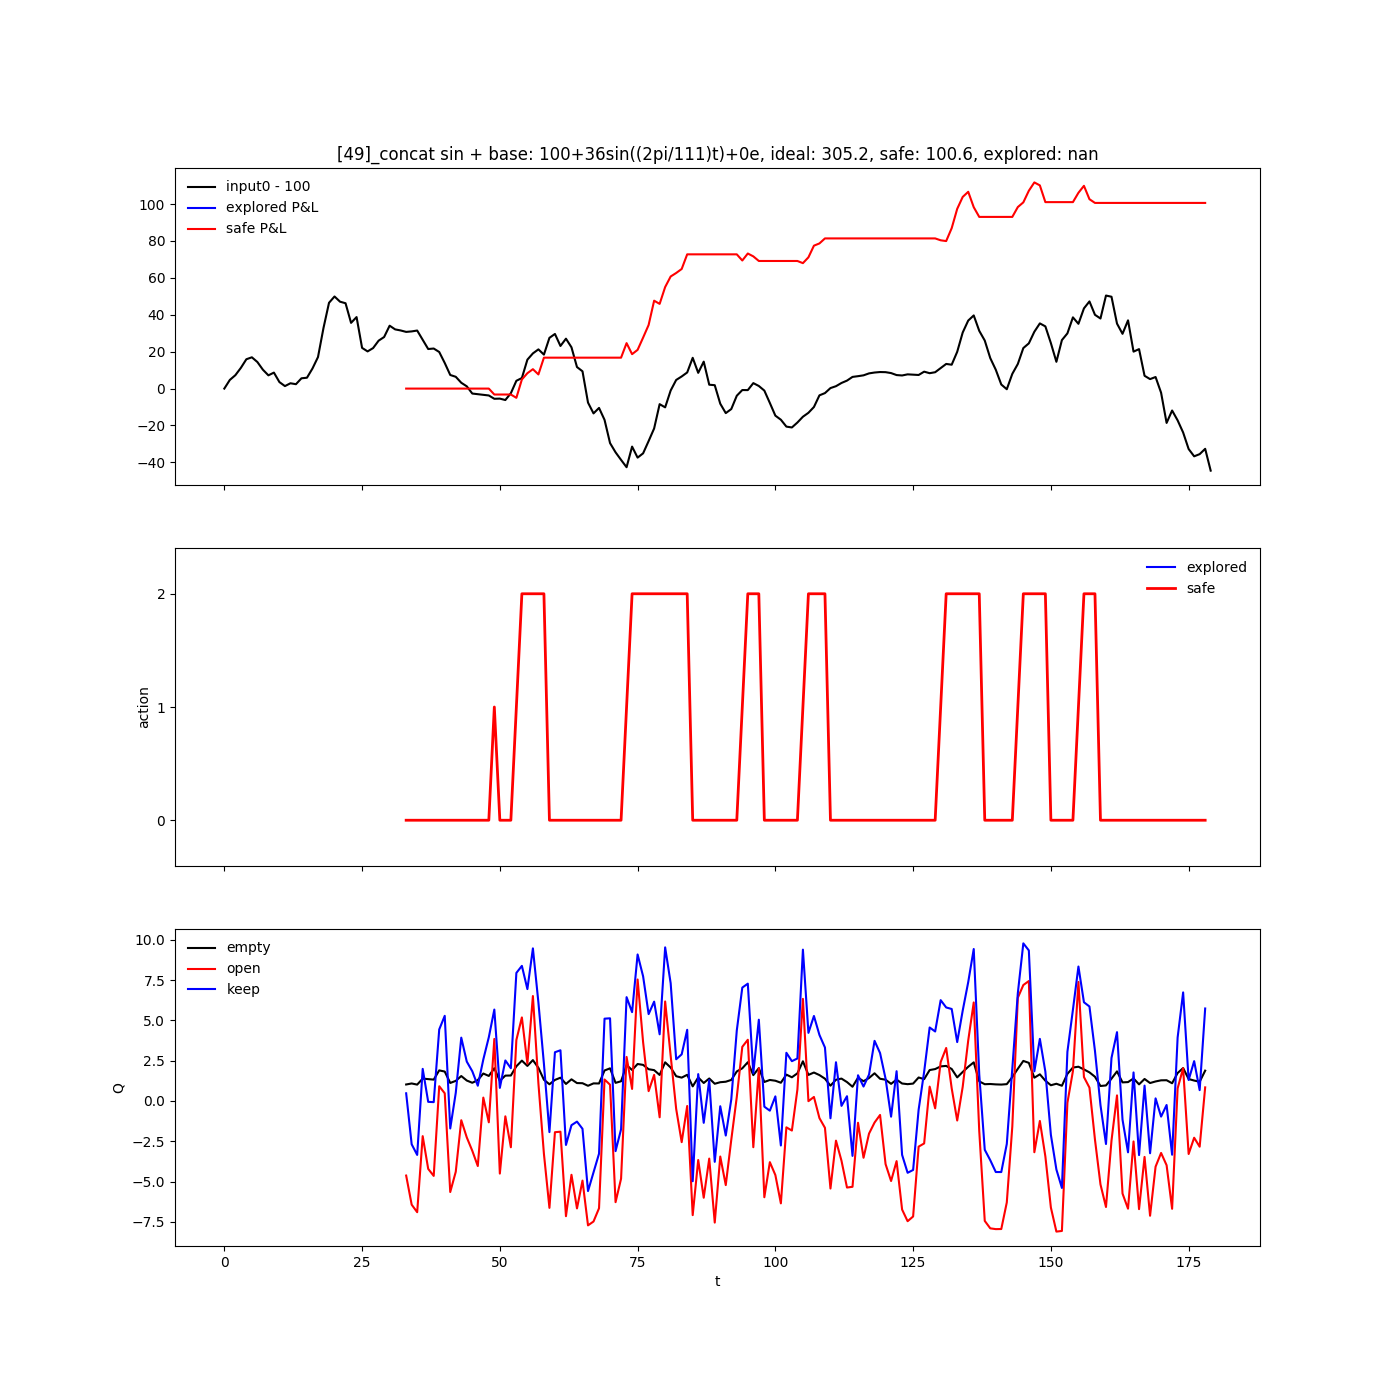 [49]_concat sin + base: 100+36sin((2pi/111)t)+0e, ideal: 305.2, safe: 100.6, explored: nan
input0 - 100
explored P&L
safe P&L
100
80
60
40
20
0
−20
−40
explored
safe
2
1
0
action
empty
open
keep
10.0
7.5
5.0
2.5
0.0
−2.5
−5.0
−7.5
Q
0 25 50 75 100 125 150 175
t